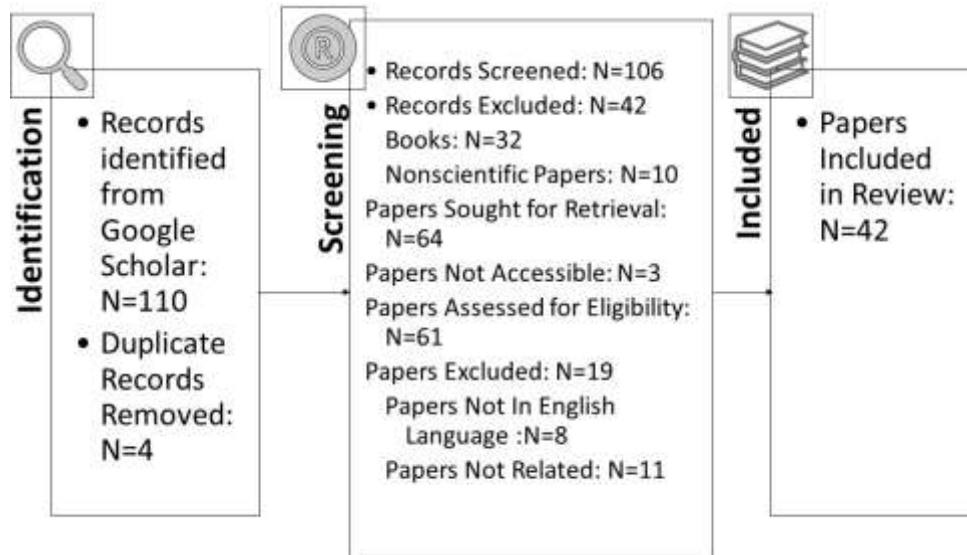 Identification
• Records
identified
from
Google
Scholar:
N=110
• Duplicate
Records
Removed:
N=4
Screening
R
• Records Screened: N=106
• Records Excluded: N=42
Books: N=32
Nonscientific Papers: N=10
Papers Sought for Retrieval:
N=64
Papers Not Accessible: N=3
Papers Assessed for Eligibility:
N=61
Papers Excluded: N=19
Papers Not In English
Language :N=8
Papers Not Related: N=11
Included
• Papers
Included
in Review:
N=42